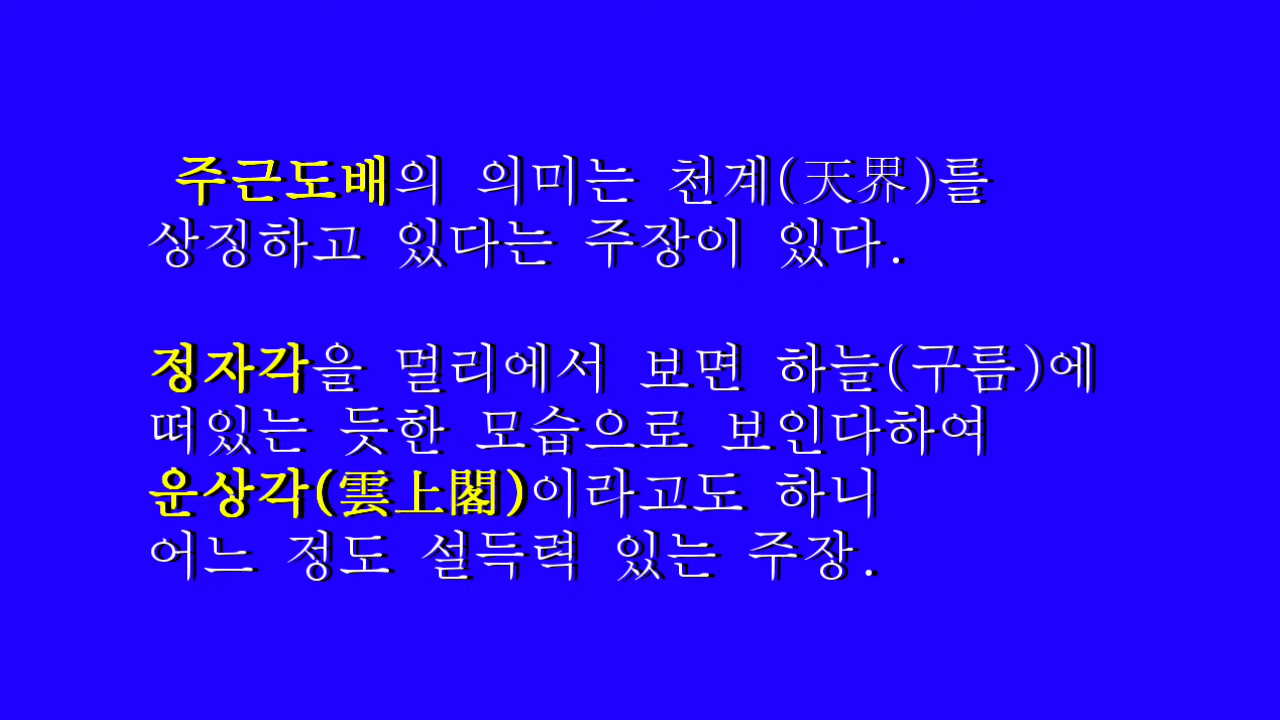 주근도배의 의미는 천계(天界)를
상징하고 있다는 주장이 있다.
정자각을 멀리에서 보면 하늘(구름)에
떠있는 듯한 모습으로 보인다하여
운상각(雲上閣)이라고도 하니
어느 정도 설득력 있는 주장.